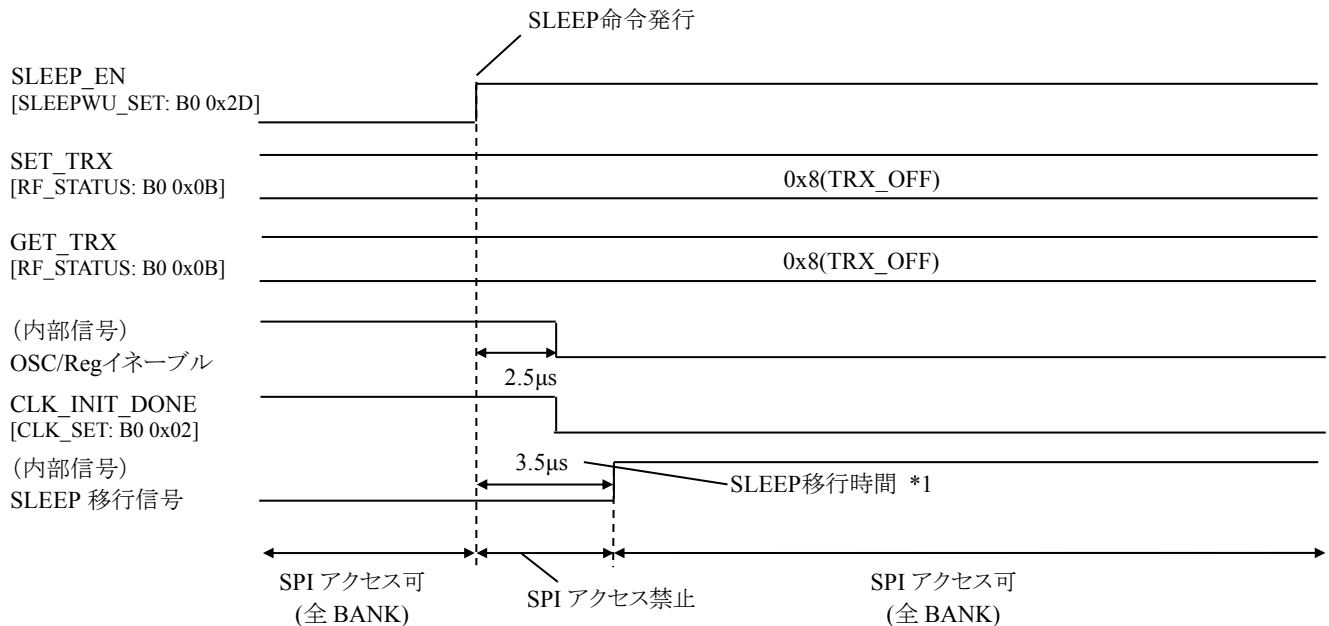 SLEEP命令発行
SLEEP_EN
[SLEEPWU_SET: B0 0x2D]
SET_TRX
[RF_STATUS: B0 0x0B]
0x8(TRX_OFF)
GET_TRX
[RF_STATUS: B0 0x0B]
0x8(TRX_OFF)
(内部信号)
OSC/Regイネーブル
2.5μs
CLK_INIT_DONE
[CLK_SET: B0 0x02]
(内部信号)
SLEEP 移行信号
3.5μs
SLEEP移行時間 *1
SPI アクセス可
(全 BANK)
SPI アクセス禁止
SPI アクセス可
(全 BANK)